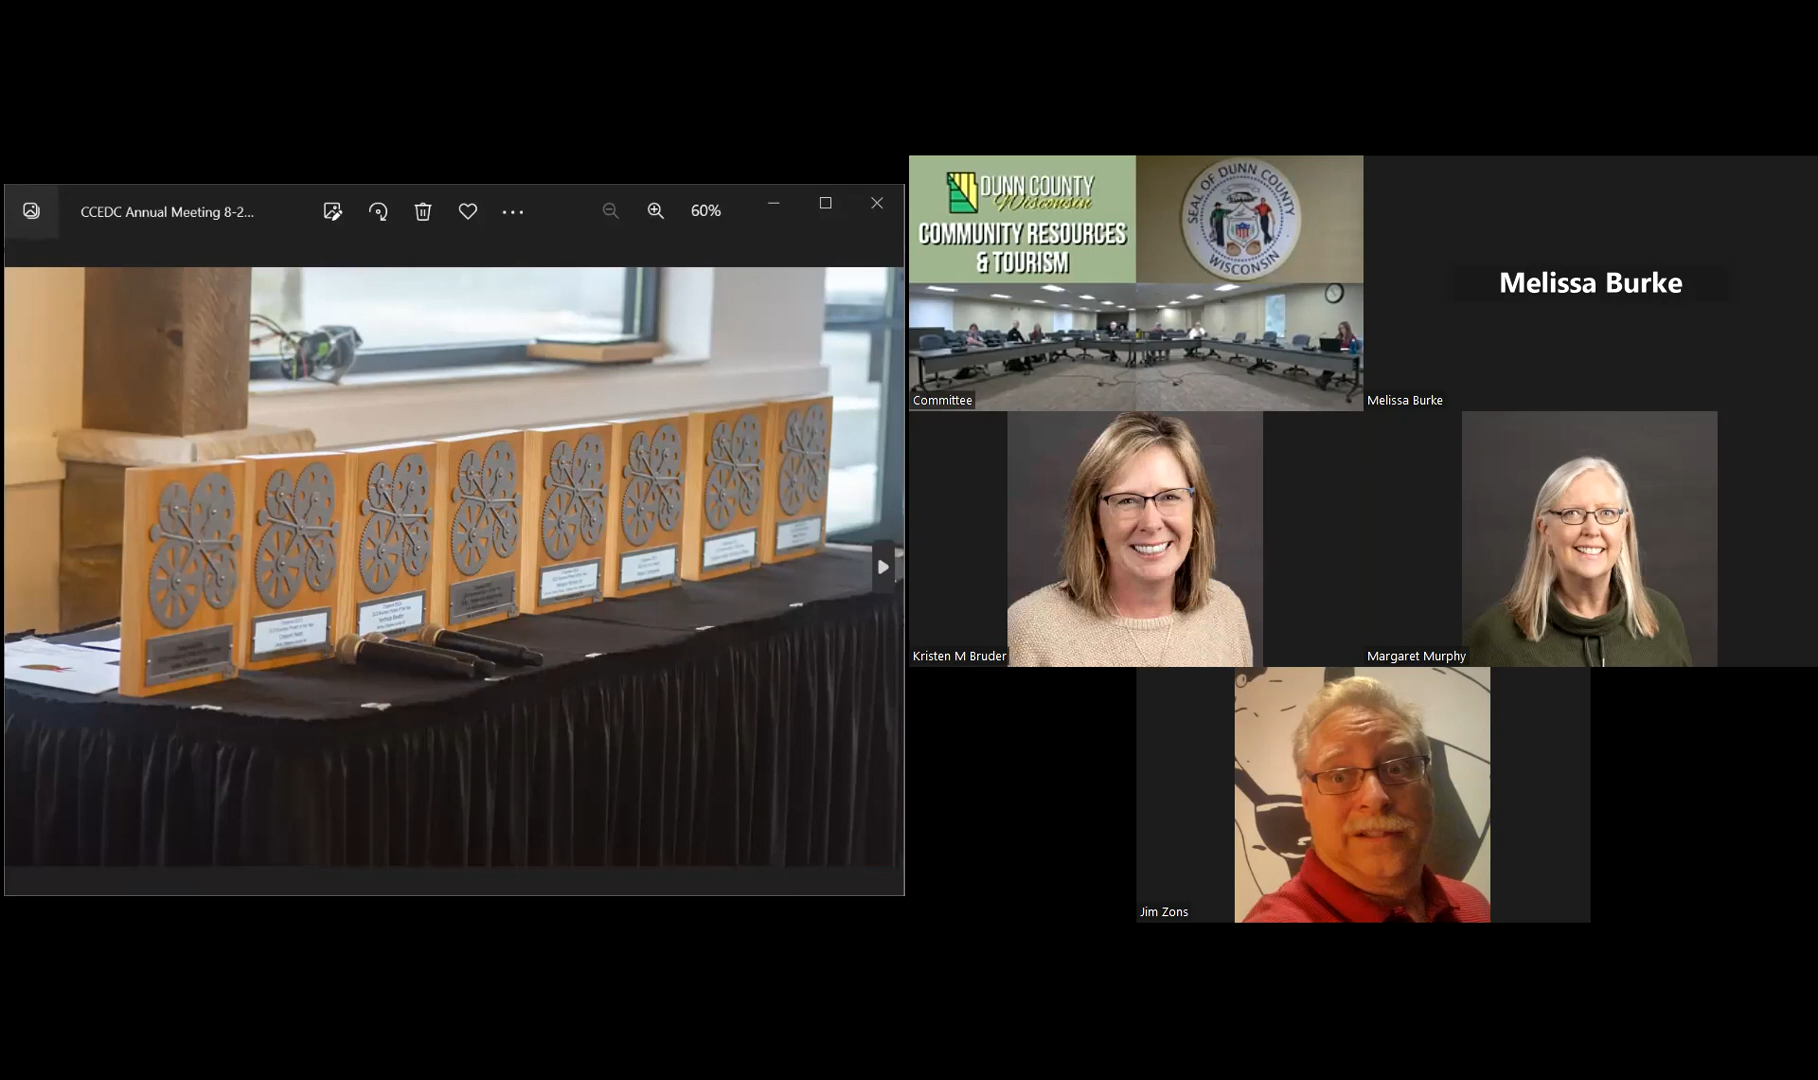 CCEDC Annual Meeting 8-2...
60%
DUNN COUNTY
Wisconsin
COMMUNITY RESOURCES
& TOURISM
SEAL OF DUNN COUNTY
WISCONSIN
Committee
Melissa Burke
Melissa Burke
Kristen M Bruder
Margaret Murphy
Jim Zons